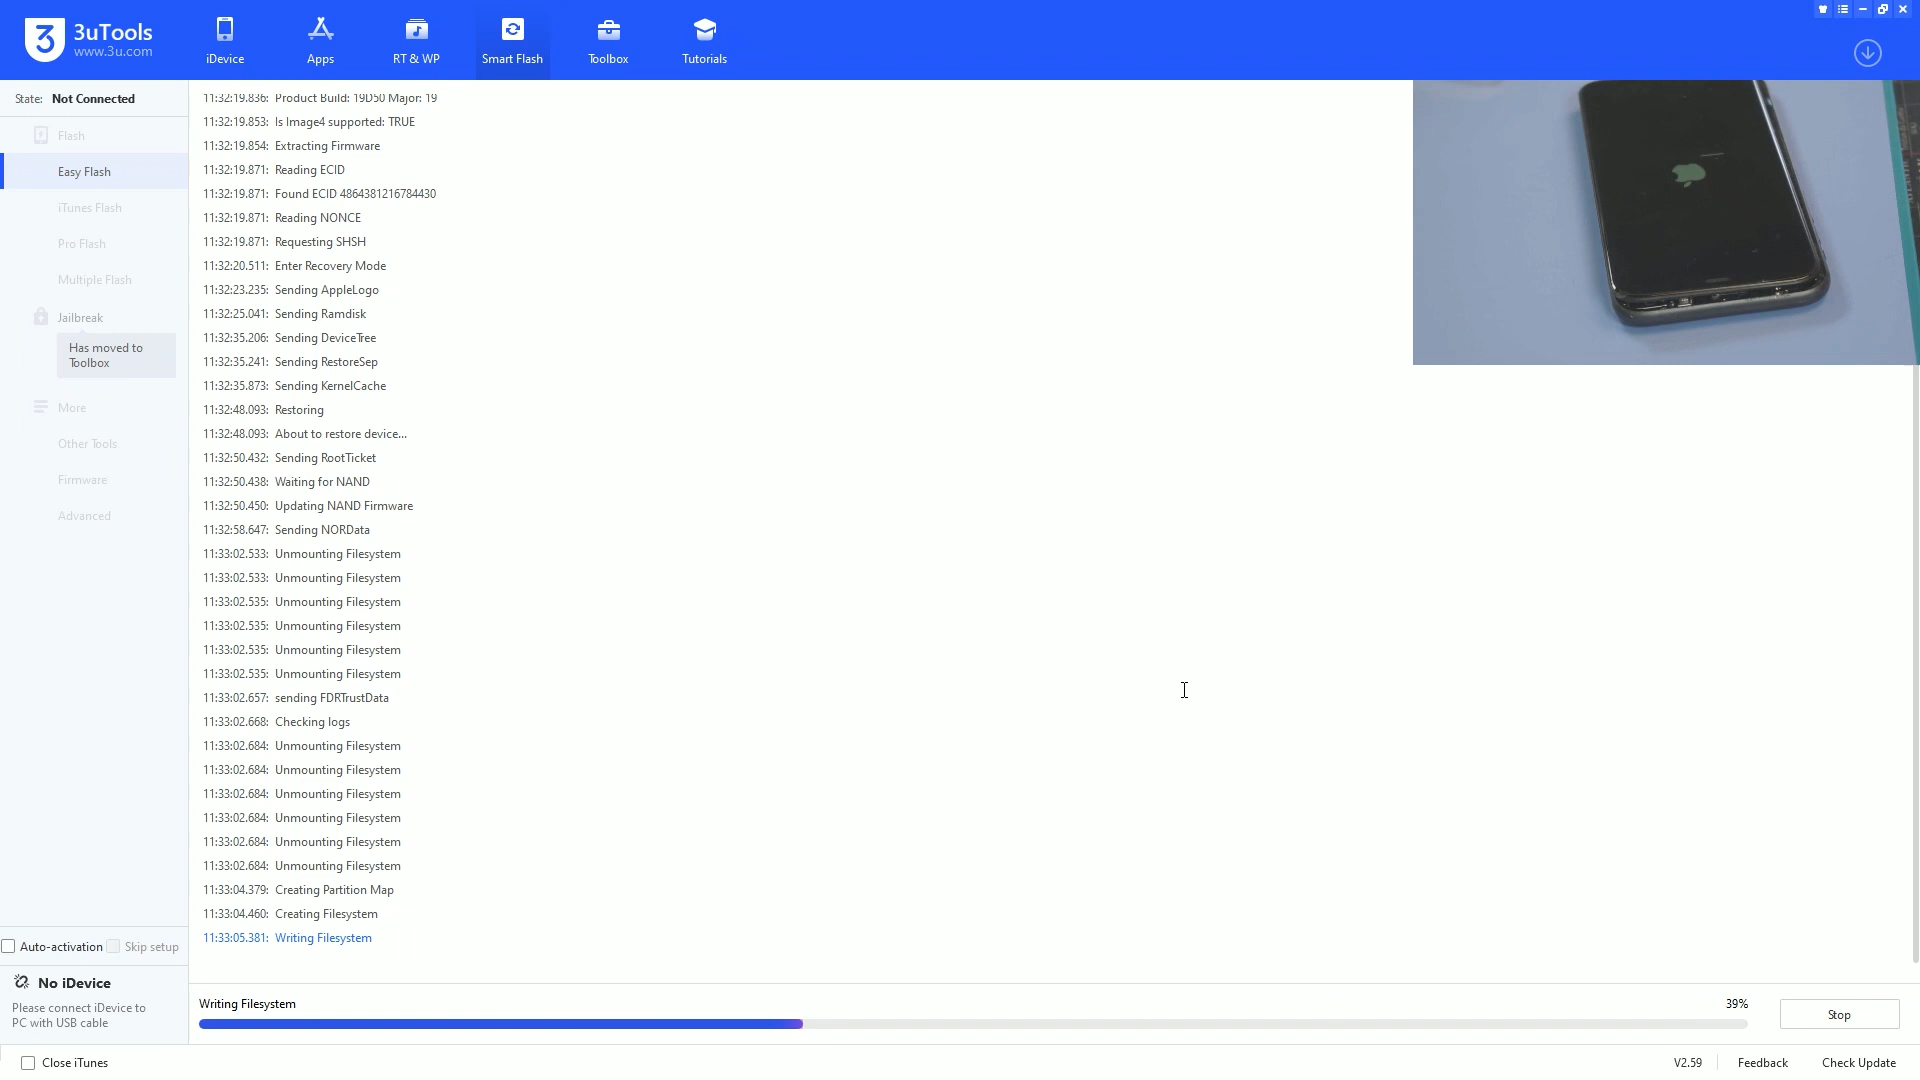 3 3uTools
www.3u.com
iDevice
Apps
RT & WP
Smart Flash
Toolbox
Tutorials
State: Not Connected
Flash
Easy Flash
iTunes Flash
Pro Flash
Multiple Flash
Jailbreak
Has moved to
Toolbox
More
Other Tools
Firmware
Advanced
11:32:19.836: Product Build: 19D50 Major: 19
11:32:19.853: Is Image4 supported: TRUE
11:32:19.854: Extracting Firmware
11:32:19.871: Reading ECID
11:32:19.871: Found ECID 4864381216784430
11:32:19.871: Reading NONCE
11:32:19.871: Requesting SHSH
11:32:20.511: Enter Recovery Mode
11:32:23.235: Sending AppleLogo
11:32:25.041: Sending Ramdisk
11:32:35.206: Sending DeviceTree
11:32:35.241: Sending RestoreSep
11:32:35.873: Sending KernelCache
11:32:48.093: Restoring
11:32:48.093: About to restore device...
11:32:50.432: Sending RootTicket
11:32:50.438: Waiting for NAND
11:32:50.450: Updating NAND Firmware
11:32:58.647: Sending NORData
11:33:02.533: Unmounting Filesystem
11:33:02.533: Unmounting Filesystem
11:33:02.535: Unmounting Filesystem
11:33:02.535: Unmounting Filesystem
11:33:02.535: Unmounting Filesystem
11:33:02.535: Unmounting Filesystem
11:33:02.657: sending FDRTrustData
11:33:02.668: Checking logs
11:33:02.684: Unmounting Filesystem
11:33:02.684: Unmounting Filesystem
11:33:02.684: Unmounting Filesystem
11:33:02.684: Unmounting Filesystem
11:33:02.684: Unmounting Filesystem
11:33:02.684: Unmounting Filesystem
11:33:04.379: Creating Partition Map
11:33:04.460: Creating Filesystem
11:33:05.381: Writing Filesystem
Auto-activation Skip setup
No iDevice
Please connect iDevice to
PC with USB cable
Writing Filesystem 39%
Stop
Close iTunes
V2.59 Feedback Check Update